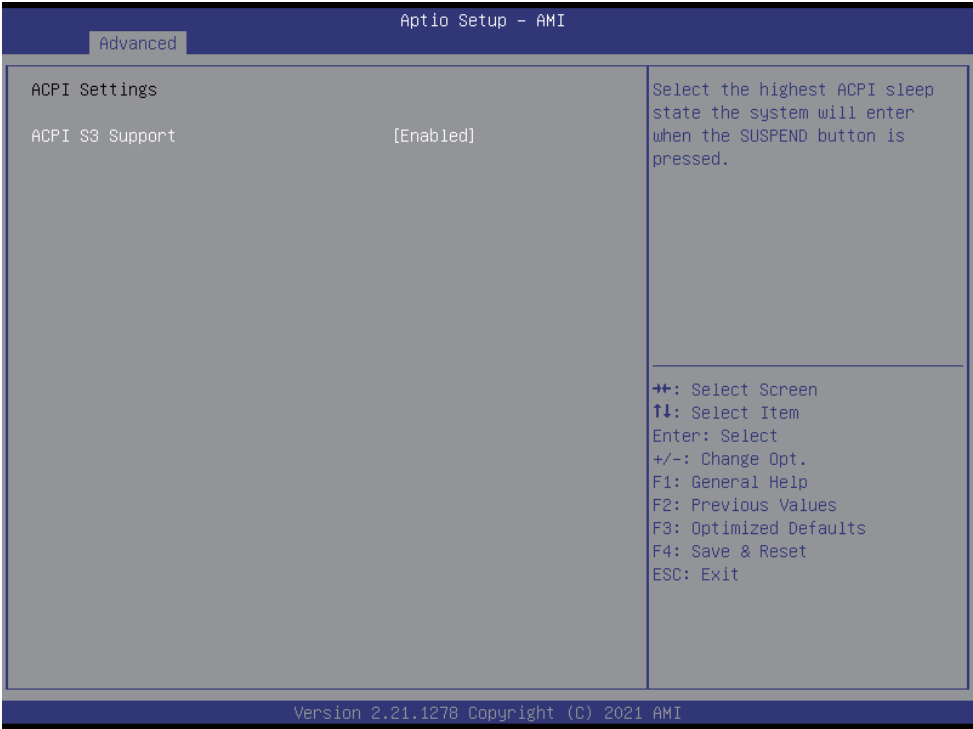 Aptio Setup – AMI
Advanced
ACPI Settings
ACPI S3 Support [Enabled]
Select the highest ACPI sleep
state the system will enter
when the SUSPEND button is
pressed.
→←: Select Screen
↑↓: Select Item
Enter: Select
+/-: Change Opt.
F1: General Help
F2: Previous Values
F3: Optimized Defaults
F4: Save & Reset
ESC: Exit
Version 2.21.1278 Copyright (C) 2021 AMI